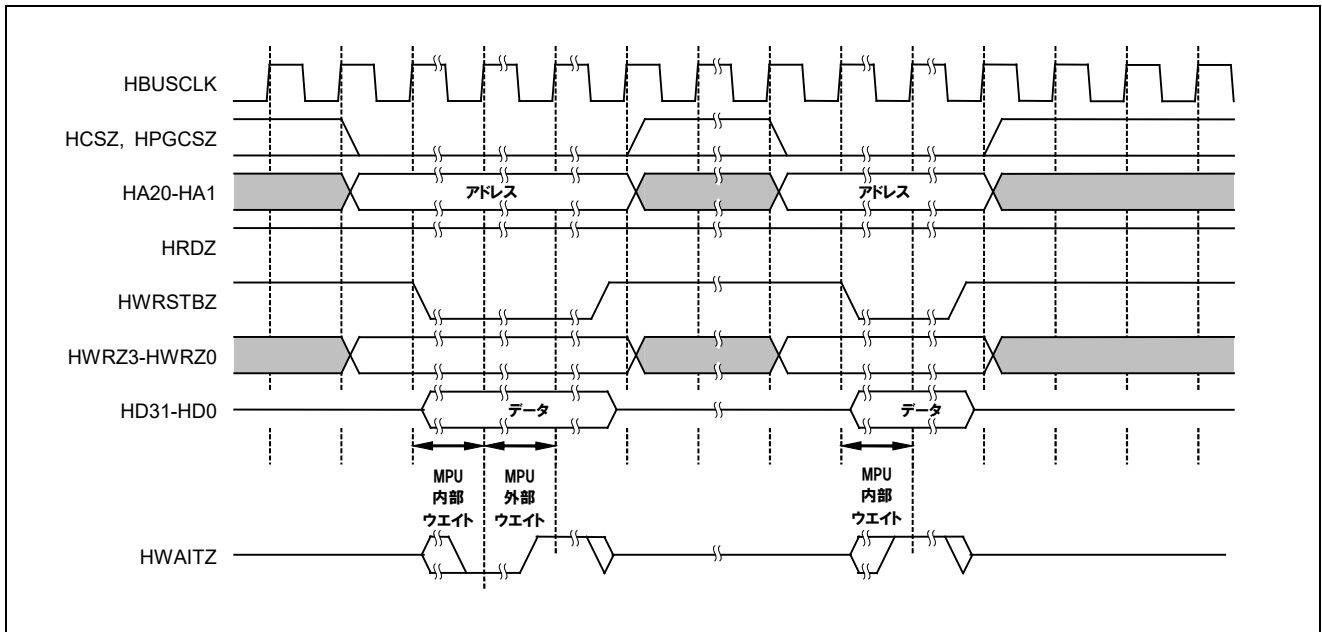 HBUSCLK
HCSZ, HPGCSZ
HA20-HA1
アドレス
アドレス
HRDZ
HWRSTBZ
HWRZ3-HWRZ0
HD31-HD0
データ
データ
MPU
内部
ウエイト
MPU
外部
ウエイト
MPU
内部
ウエイト
HWAITZ